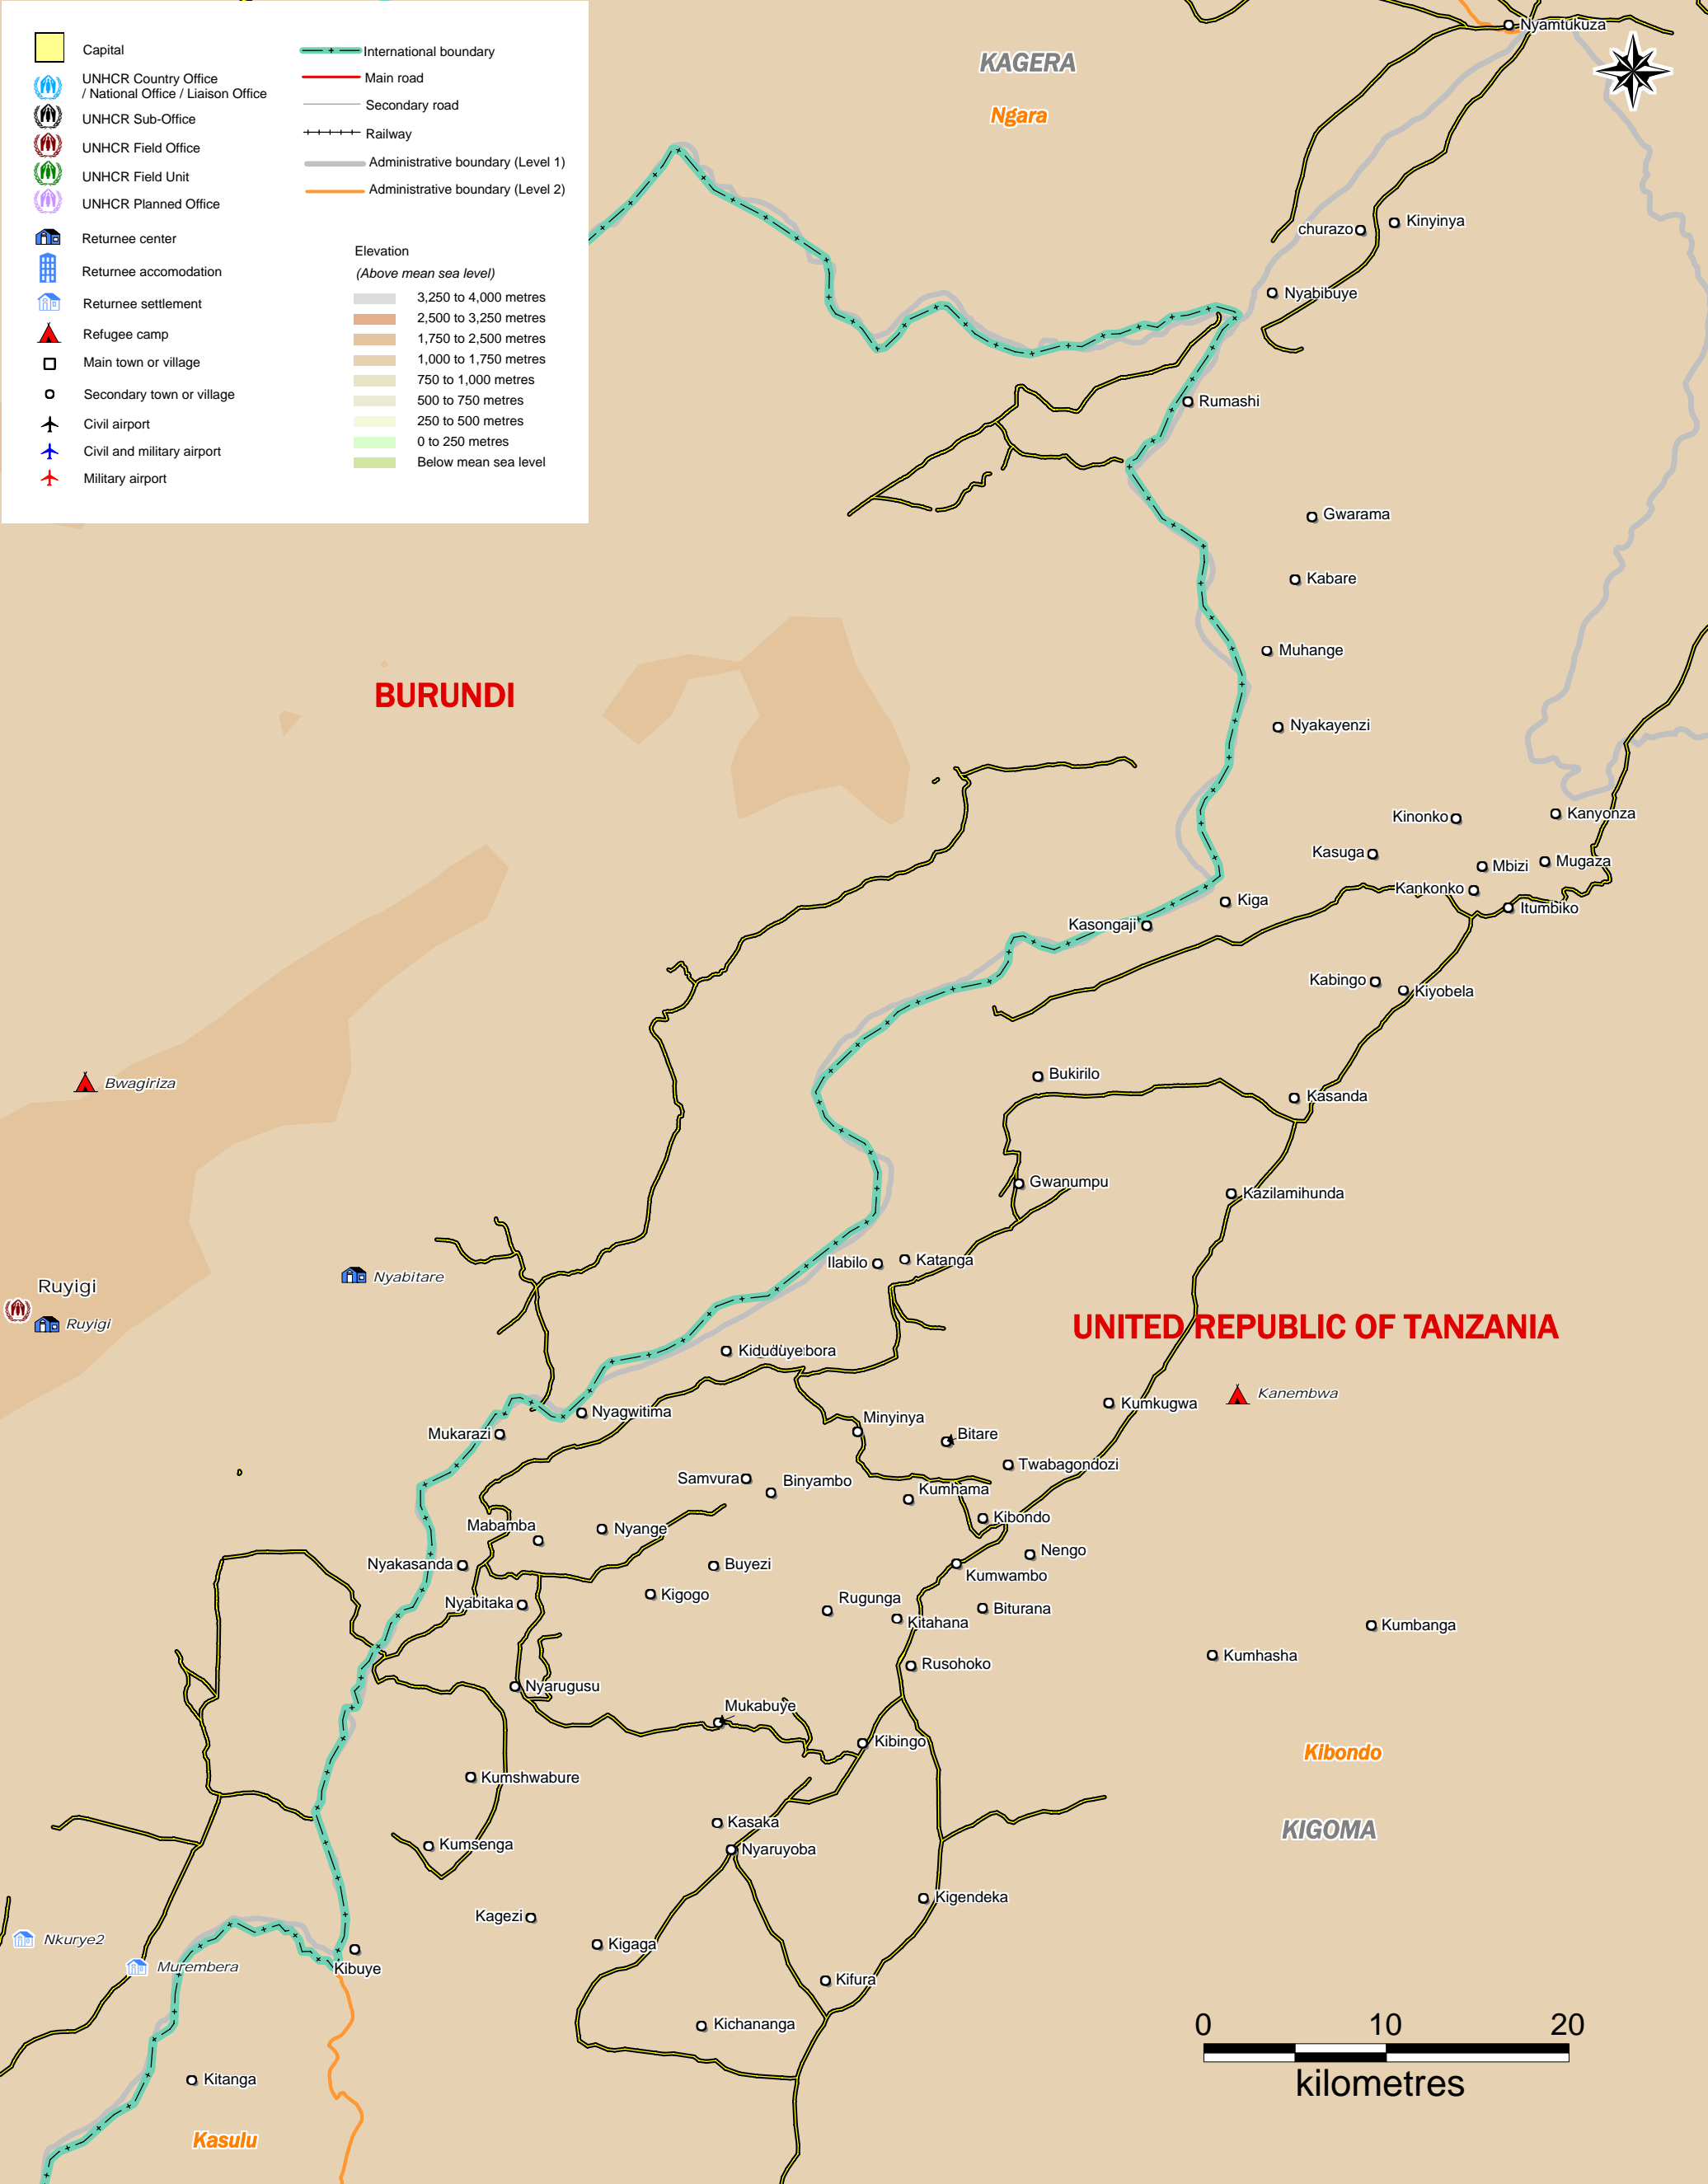 Capital
UNHCR Country Office
/ National Office / Liaison Office
UNHCR Sub-Office
UNHCR Field Office
UNHCR Field Unit
UNHCR Planned Office
Returnee center
Returnee accomodation
Returnee settlement
Refugee camp
Main town or village
Secondary town or village
Civil airport
Civil and military airport
Military airport
International boundary
Main road
Secondary road
Railway
Administrative boundary (Level 1)
Administrative boundary (Level 2)
Elevation
(Above mean sea level)
3,250 to 4,000 metres
2,500 to 3,250 metres
1,750 to 2,500 metres
1,000 to 1,750 metres
750 to 1,000 metres
500 to 750 metres
250 to 500 metres
0 to 250 metres
Below mean sea level
Nyamtukuza
KAGERA
Ngara
churazo
Kinyinya
Nyabibuye
Rumashi
Gwarama
Kabare
Muhange
BURUNDI
Nyakayenzi
Kinonko
Kanyonza
Kasuga
Mbizi
Mugaza
Kankonko
Itumbiko
Kiga
Kasongaji
Kabingo
Kiyobela
Bukirilo
Bwagiriza
Kasanda
Gwanumpu
Kazilamihunda
Ilabilo
Katanga
Nyabitare
Ruyigi
Ruyigi
UNITED REPUBLIC OF TANZANIA
Kanembwa
Kumkugwa
Nyagwitima
Mukarazi
Minyinya
Bitare
Twabagondozi
Samvura
Binyambo
Kumhama
Kibondo
Mabamba
Nyange
Nengo
Nyakasanda
Buyezi
Kumwambo
Nyabitaka
Kigogo
Rugunga
Kitahana
Biturana
Kumbanga
Kumhasha
Rusohoko
Nyarugusu
Mukabuye
Kibingo
Kibondo
Kumshwabure
Kasaka
KIGOMA
Kumsenga
Nyaruyoba
Kigendeka
Kagezi
Kigaga
Nkurye2
Murembera
Kibuye
Kifura
Kichananga
0 10 20
kilometres
Kitanga
Kasulu